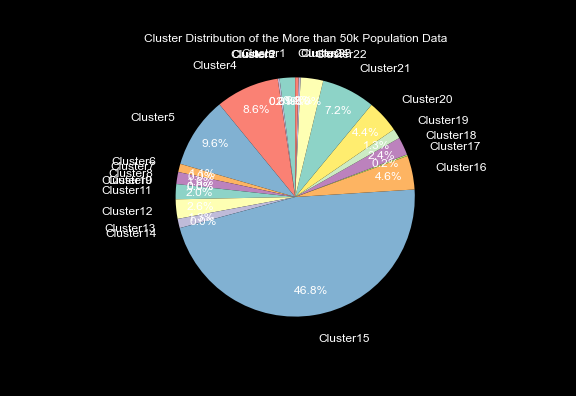 Cluster Distribution of the More than 50k Population Data
Cluster1
Cluster22
Cluster4
Cluster21
Cluster20
Cluster5
Cluster19
Cluster18
Cluster17
Cluster6
Cluster16
Cluster8
Cluster11
Cluster12
Cluster13
Cluster14
Cluster15
8.6%
7.2%
9.6%
4.4%
1.3%
2.4%
0.2%
4.6%
2.0%
0.0%
46.8%